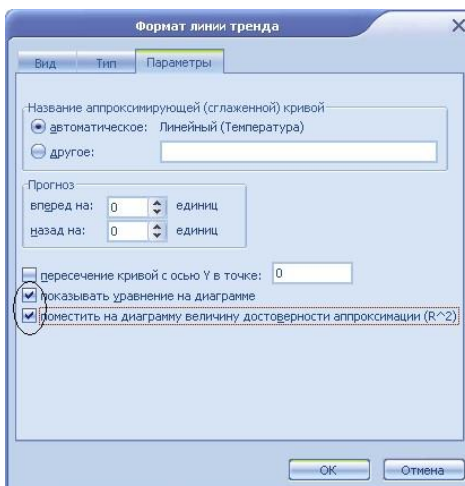 Формат линии тренда
Вид Тип Параметры
Название аппроксимирующей (сглаженной) кривой
автоматическое: Линейный (Температура)
другое:
Прогноз
вперед на: 0 единиц
назад на: 0 единиц
пересечение кривой с осью Y в точке: 0
показывать уравнение на диаграмме
поместить на диаграмму величину достоверности аппроксимации (R^2)
ОК Отмена